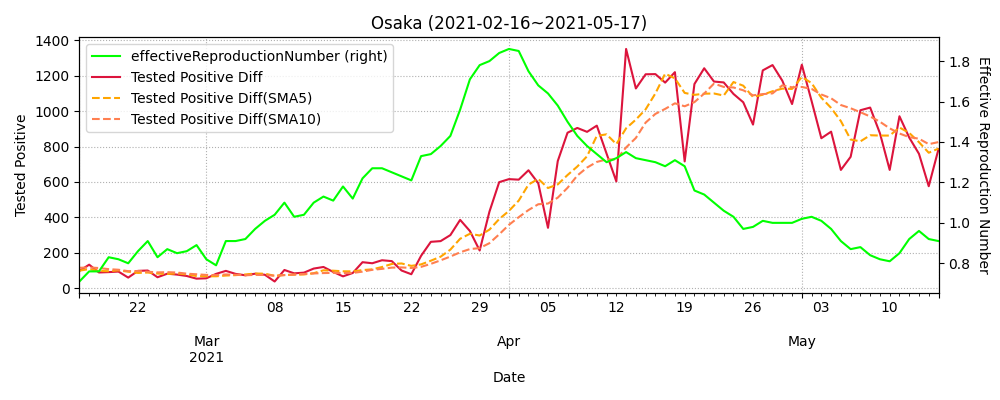 Osaka (2021-02-16~2021-05-17)
effectiveReproductionNumber (right)
Tested Positive Diff
Tested Positive Diff(SMA5)
Tested Positive Diff(SMA10)
Tested Positive
1400
1200
1000
800
600
400
200
0
1.8
1.6
1.4
1.2
1.0
0.8
Effective Reproduction Number
22 08 15 22 29 05 12 19 26 03 10
Mar Apr May
2021
Date